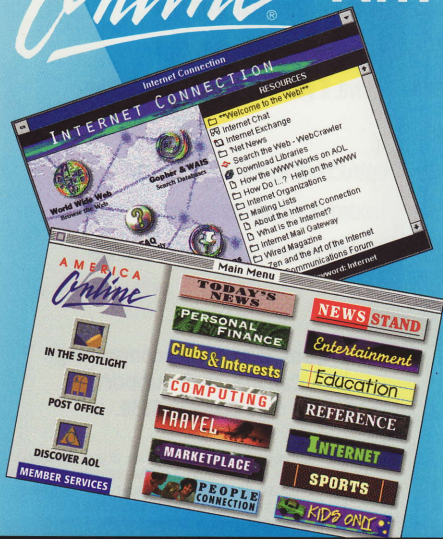 Online®
Internet Connection
INTERNET CONNECTION
World Wide Web
Browse the Web
Gopher & WAIS
Search Databases
FAQ
RESOURCES
**Welcome to the Web!**
Internet Chat
Internet Exchange
'Net News
Search the Web - WebCrawler
Download Libraries
How the WWW Works on AOL
How Do I...? Help on the WWW
Internet Organizations
Mailing Lists
About the Internet Connection
What is the Internet?
Internet Mail Gateway
Wired Magazine
Zen and the Art of the Internet
Communications Forum
word: Internet
Main Menu
AMERICA
Online
IN THE SPOTLIGHT
POST OFFICE
DISCOVER AOL
MEMBER SERVICES
TODAY'S
NEWS
PERSONAL
FINANCE
Clubs & Interests
COMPUTING
TRAVEL
MARKETPLACE
PEOPLE
CONNECTION
NEWS STAND
Entertainment
Education
REFERENCE
INTERNET
SPORTS
KIDS ONLY